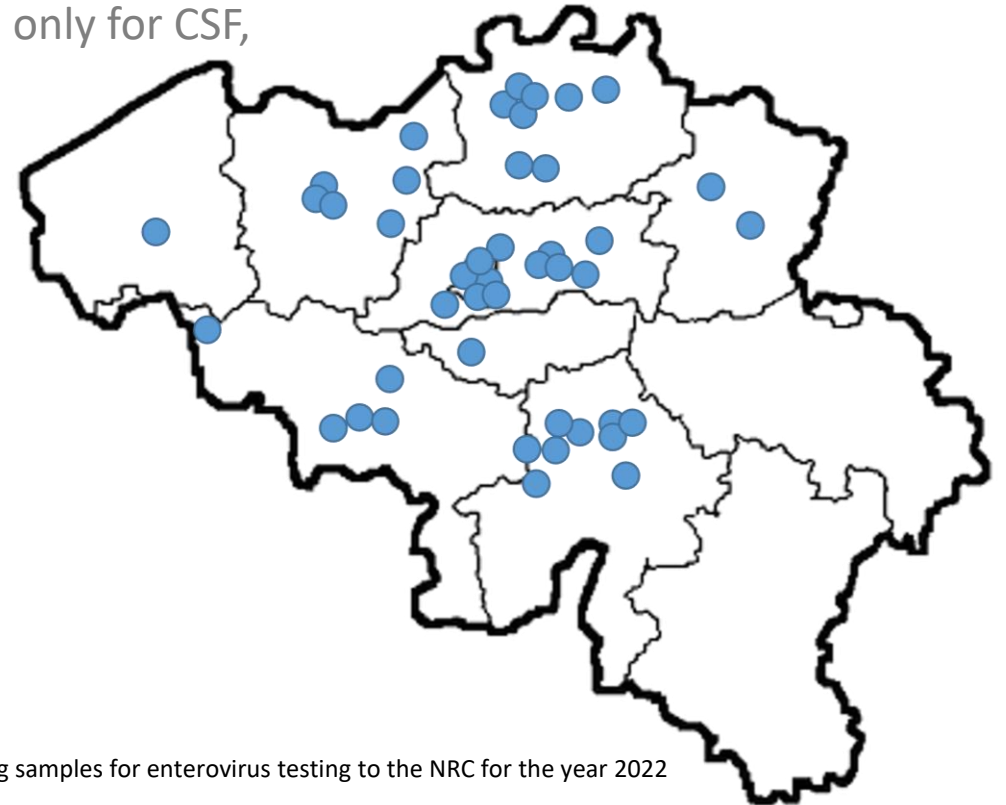 only for CSF,
g samples for enterovirus testing to the NRC for the year 2022